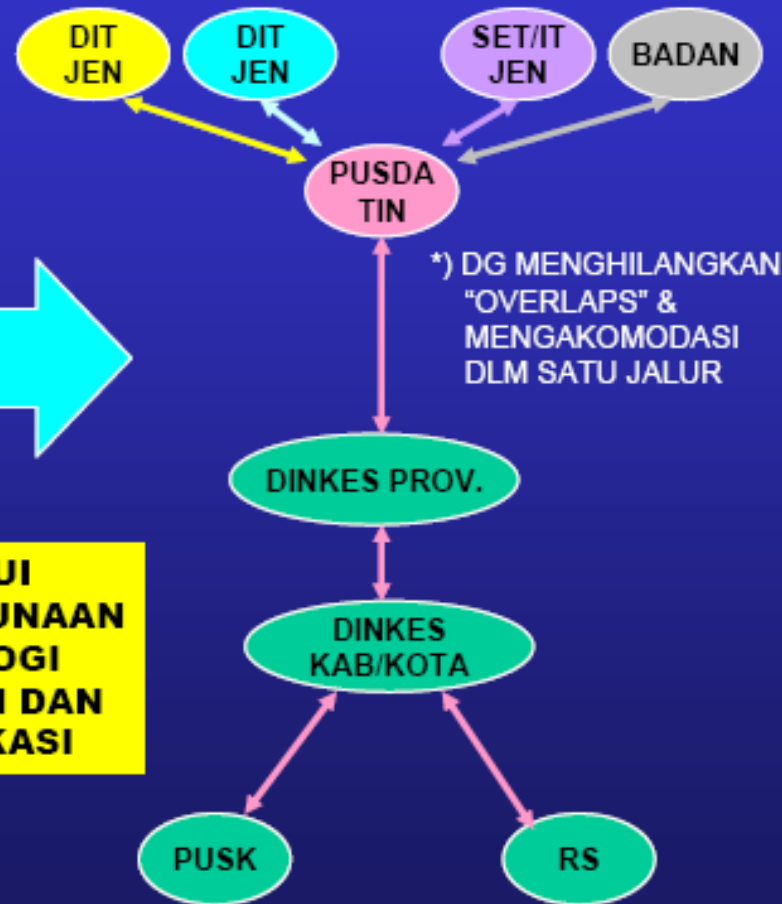 DIT
JEN
DIT
JEN
SET/IT
JEN
BADAN
PUSDA
TIN
*) DG MENGHILANGKAN
"OVERLAPS" &
MENGAKOMODASI
DLM SATU JALUR
DINKES PROV.
UI
UNAAN
OGI
I DAN
KASI
DINKES
KAB/KOTA
PUSK
RS